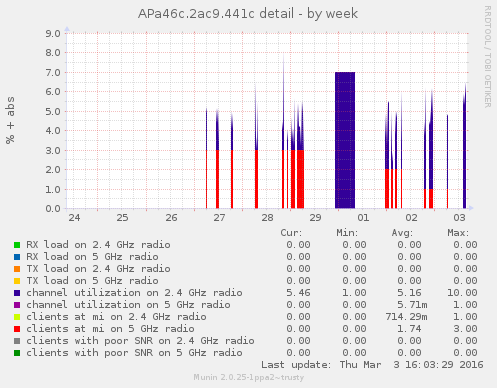 APa46c.2ac9.441c detail - by week
RRDTOOL / TOBI OETIKER
% + abs
9.0
8.0
7.0
6.0
5.0
4.0
3.0
2.0
1.0
0.0
24 25 26 27 28 29 01 02 03
Cur: Min: Avg: Max:
RX load on 2.4 GHz radio 0.00 0.00 0.00 0.00
RX load on 5 GHz radio 0.00 0.00 0.00 0.00
TX load on 2.4 GHz radio 0.00 0.00 0.00 0.00
TX load on 5 GHz radio 0.00 0.00 0.00 0.00
channel utilization on 2.4 GHz radio 5.46 1.00 5.16 10.00
channel utilization on 5 GHz radio 0.00 0.00 5.71m 1.00
clients at mi on 2.4 GHz radio 0.00 0.00 714.29m 1.00
clients at mi on 5 GHz radio 0.00 0.00 1.74 3.00
clients with poor SNR on 2.4 GHz radio 0.00 0.00 0.00 0.00
clients with poor SNR on 5 GHz radio 0.00 0.00 0.00 0.00
Last update: Thu Mar 3 16:03:29 2016
Munin 2.0.25-1ppa2~trusty